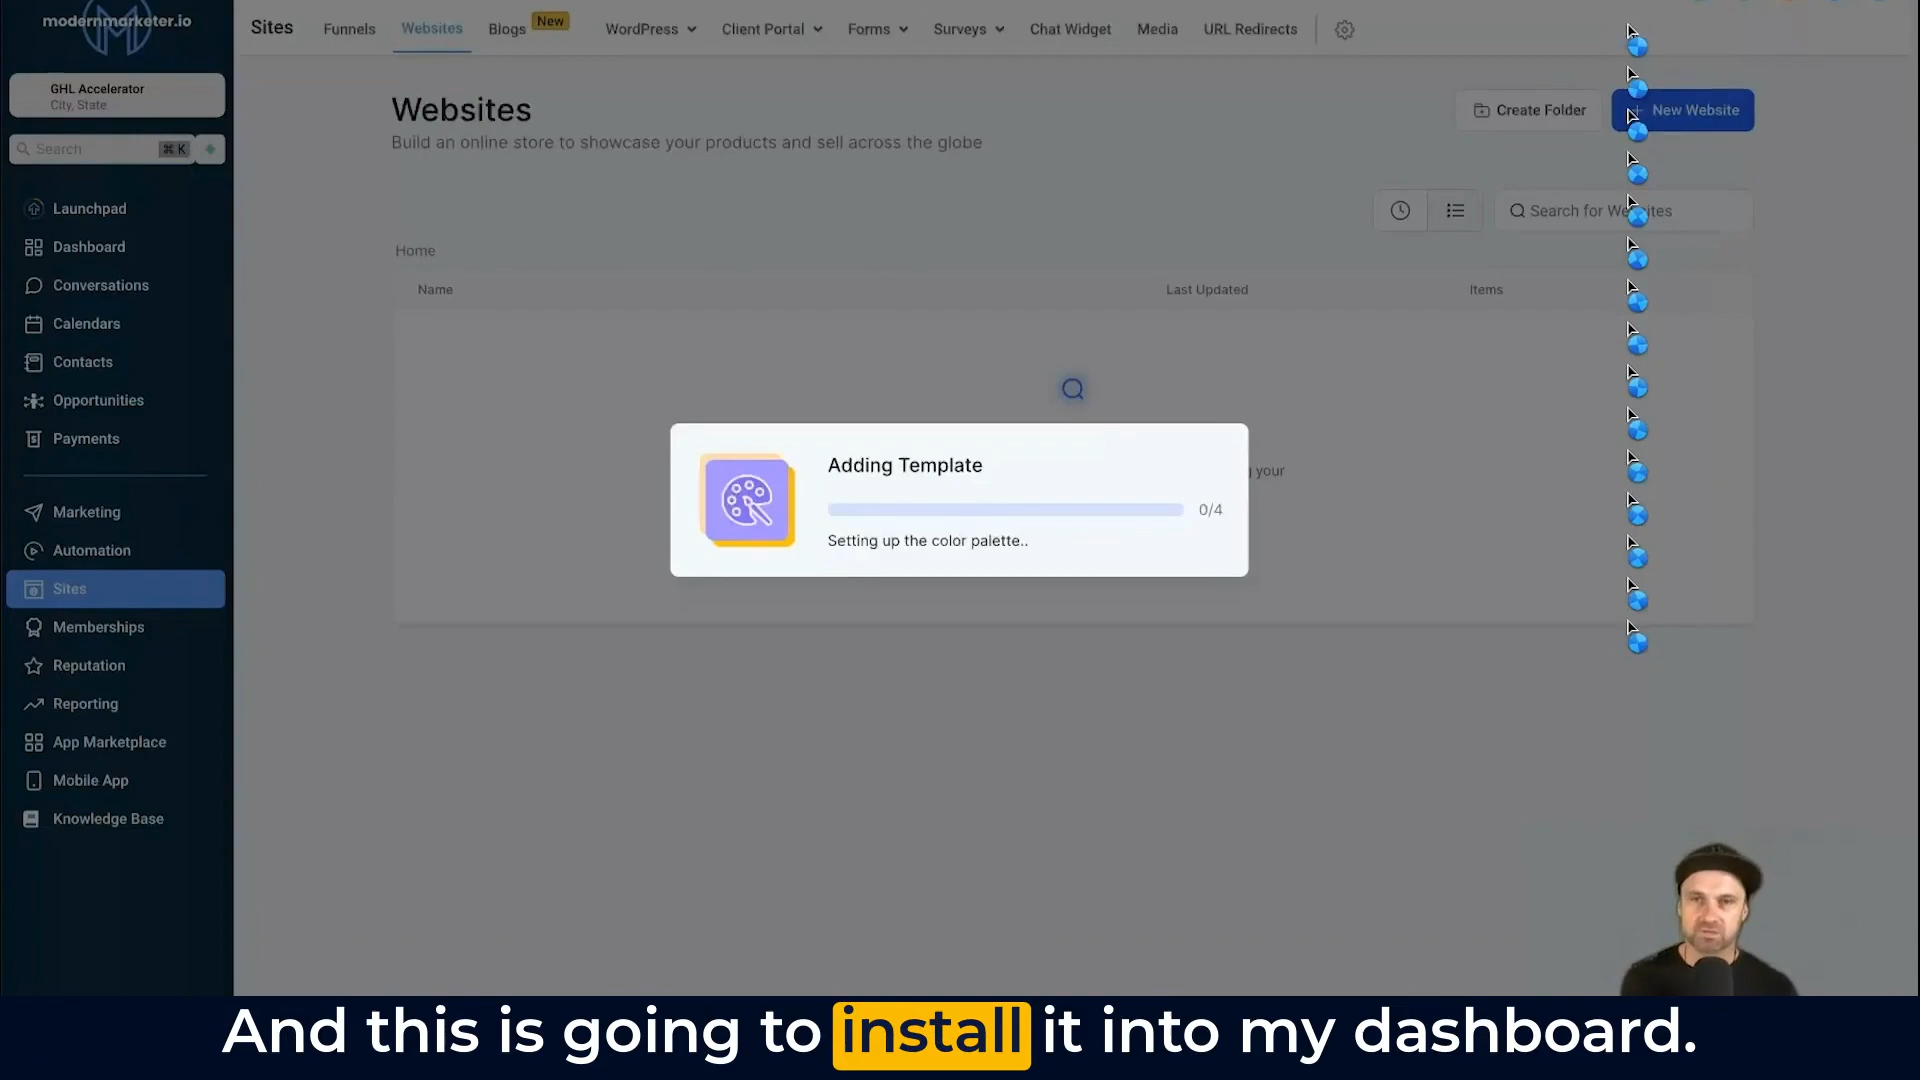 modernmarketer.io
GHL Accelerator
City, State
Search ⌘ K
Launchpad
Dashboard
Conversations
Calendars
Contacts
Opportunities
Payments
Marketing
Automation
Sites
Memberships
Reputation
Reporting
App Marketplace
Mobile App
Knowledge Base
Sites Funnels Websites Blogs New WordPress Client Portal Forms Surveys Chat Widget Media URL Redirects
Websites
Build an online store to showcase your products and sell across the globe
Create Folder
+ New Website
Search for Websites
Home
Name Last Updated Items
your
Adding Template
0/4
Setting up the color palette..
And this is going to install it into my dashboard.